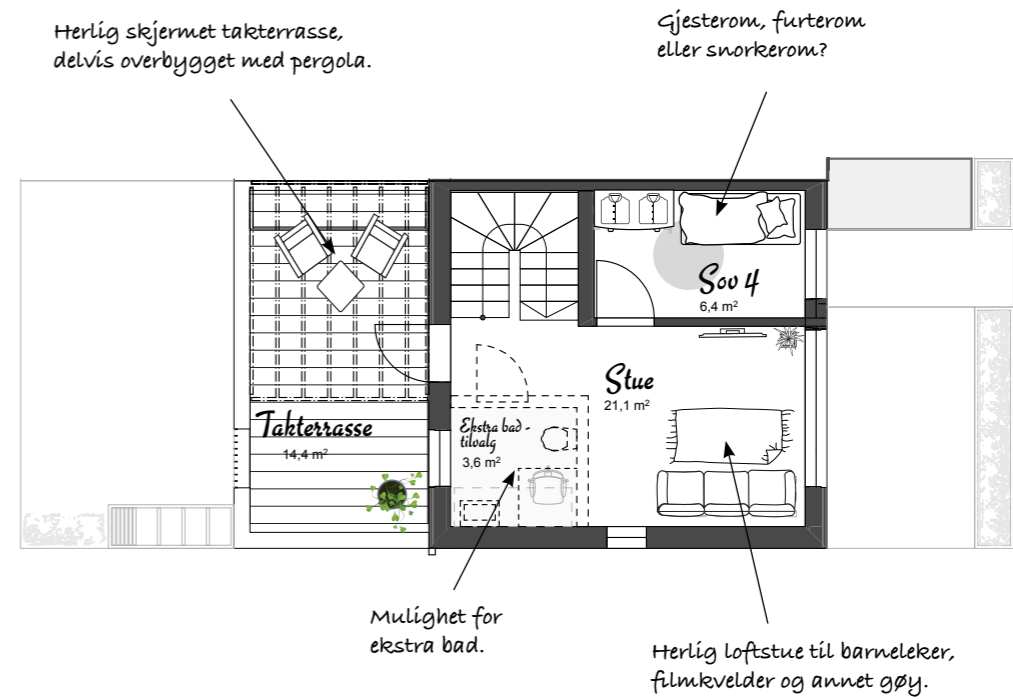 Herlig skjermet takterrasse,
delvis overbygget med pergola.
Gjesterom, furterom
eller snorkerom?
Sov 4
6,4 m²
Stue
21,1 m²
Takterrasse
14,4 m²
Ekstra bad -
tilvalg
3,6 m²
Mulighet for
ekstra bad.
Herlig loftstue til barneleker,
filmkvelder og annet gøy.